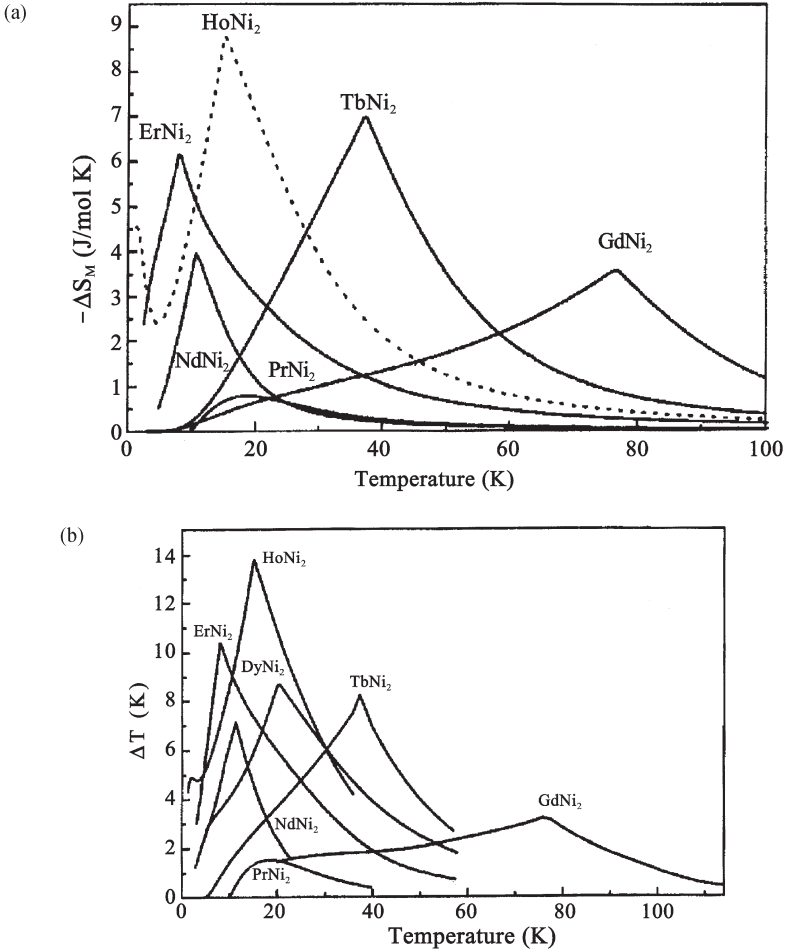 (a)
9
8
7
6
5
4
3
2
1
0
−ΔS_M (J/mol K)
HoNi₂
TbNi₂
ErNi₂
GdNi₂
NdNi₂
PrNi₂
0 20 40 60 80 100
Temperature (K)
(b)
14
12
10
8
6
4
2
0
ΔT (K)
HoNi₂
ErNi₂
DyNi₂
TbNi₂
GdNi₂
NdNi₂
PrNi₂
0 20 40 60 80 100
Temperature (K)